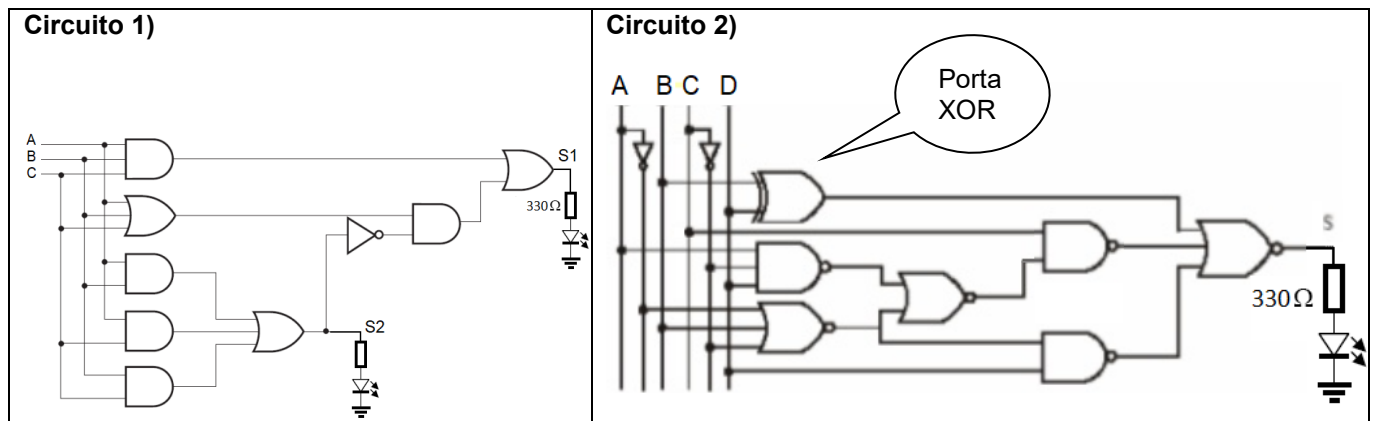 Circuito 1)
A
B
C
S1
330Ω
S2
Circuito 2)
Porta
XOR
A B C D
S
330Ω